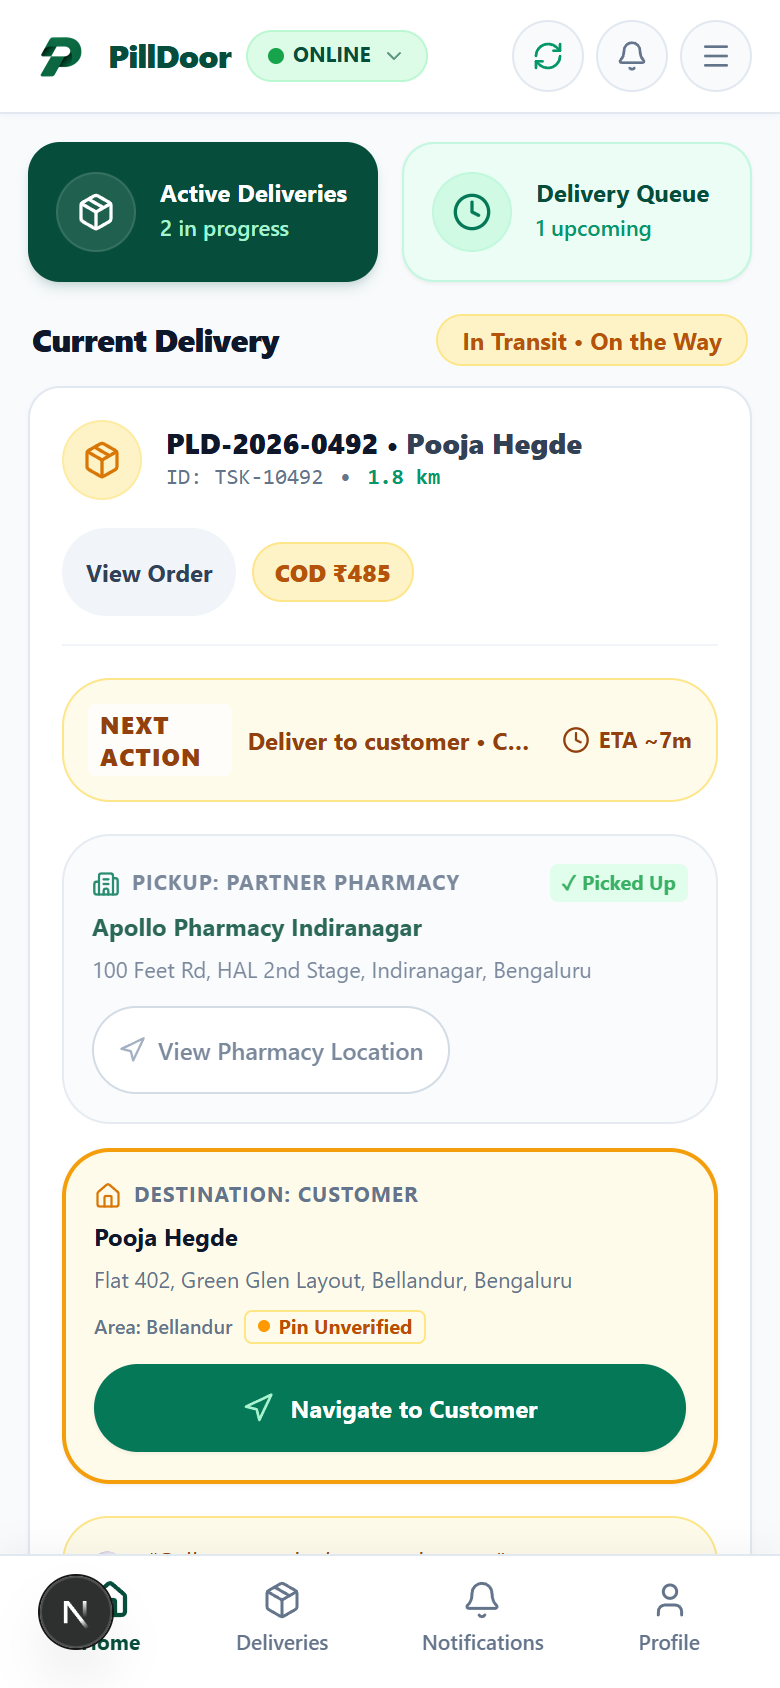 PillDoor
ONLINE
Active Deliveries
2 in progress
Delivery Queue
1 upcoming
Current Delivery
In Transit • On the Way
PLD-2026-0492 • Pooja Hegde
ID: TSK-10492 • 1.8 km
View Order
COD ₹485
NEXT
ACTION
Deliver to customer • C...
ETA ~7m
PICKUP: PARTNER PHARMACY
✓ Picked Up
Apollo Pharmacy Indiranagar
100 Feet Rd, HAL 2nd Stage, Indiranagar, Bengaluru
View Pharmacy Location
DESTINATION: CUSTOMER
Pooja Hegde
Flat 402, Green Glen Layout, Bellandur, Bengaluru
Area: Bellandur
Pin Unverified
Navigate to Customer
N
Home
Deliveries
Notifications
Profile